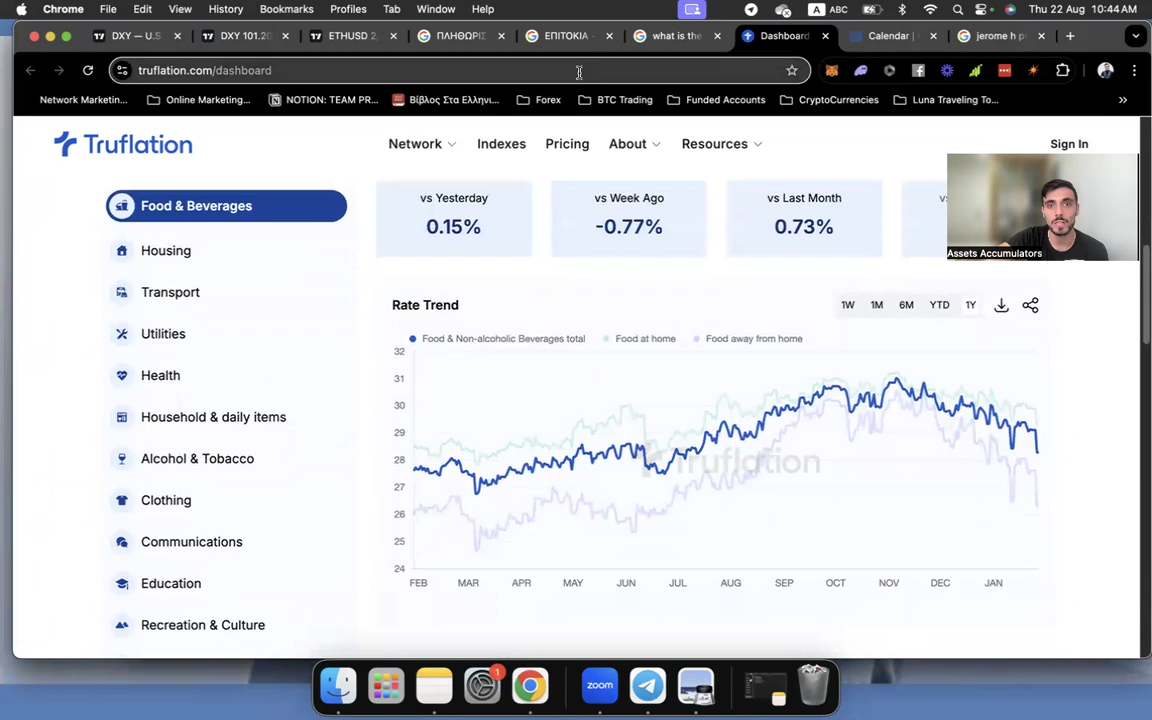 Chrome File Edit View History Bookmarks Profiles Tab Window Help A ABC Thu 22 Aug 10:44 AM
DXY — U.S DXY 101.20 ETHUSD 2, ΠΛΗΘΩΡΙΣ ΕΠΙΤΟΚΙΑ - what is the Dashboard Calendar | jerome h p
truflation.com/dashboard
Network Marketin... Online Marketing... NOTION: TEAM PR... Βίβλος Στα Ελληνι... Forex BTC Trading Funded Accounts CryptoCurrencies Luna Traveling To... »
Truflation Network Indexes Pricing About Resources Sign In
Food & Beverages
Housing
Transport
Utilities
Health
Household & daily items
Alcohol & Tobacco
Clothing
Communications
Education
Recreation & Culture
vs Yesterday vs Week Ago vs Last Month
0.15% -0.77% 0.73%
Assets Accumulators
Rate Trend 1W 1M 6M YTD 1Y
Food & Non-alcoholic Beverages total Food at home Food away from home
32
31
30
29
28
27
26
25
24
Truflation
FEB MAR APR MAY JUN JUL AUG SEP OCT NOV DEC JAN
1
zoom